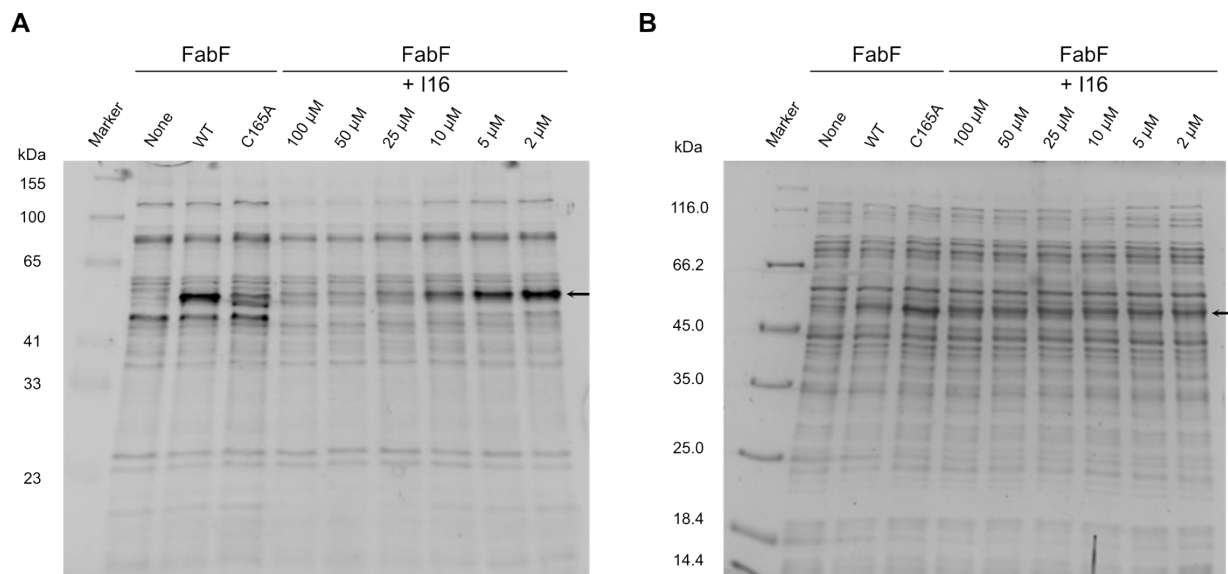 A
FabF
FabF
+ I16
Marker
None
WT
C165A
100 µM
50 µM
25 µM
10 µM
5 µM
2 µM
kDa
155
100
65
41
33
23
B
FabF
FabF
+ I16
Marker
None
WT
C165A
100 µM
50 µM
25 µM
10 µM
5 µM
2 µM
kDa
116.0
66.2
45.0
35.0
25.0
18.4
14.4